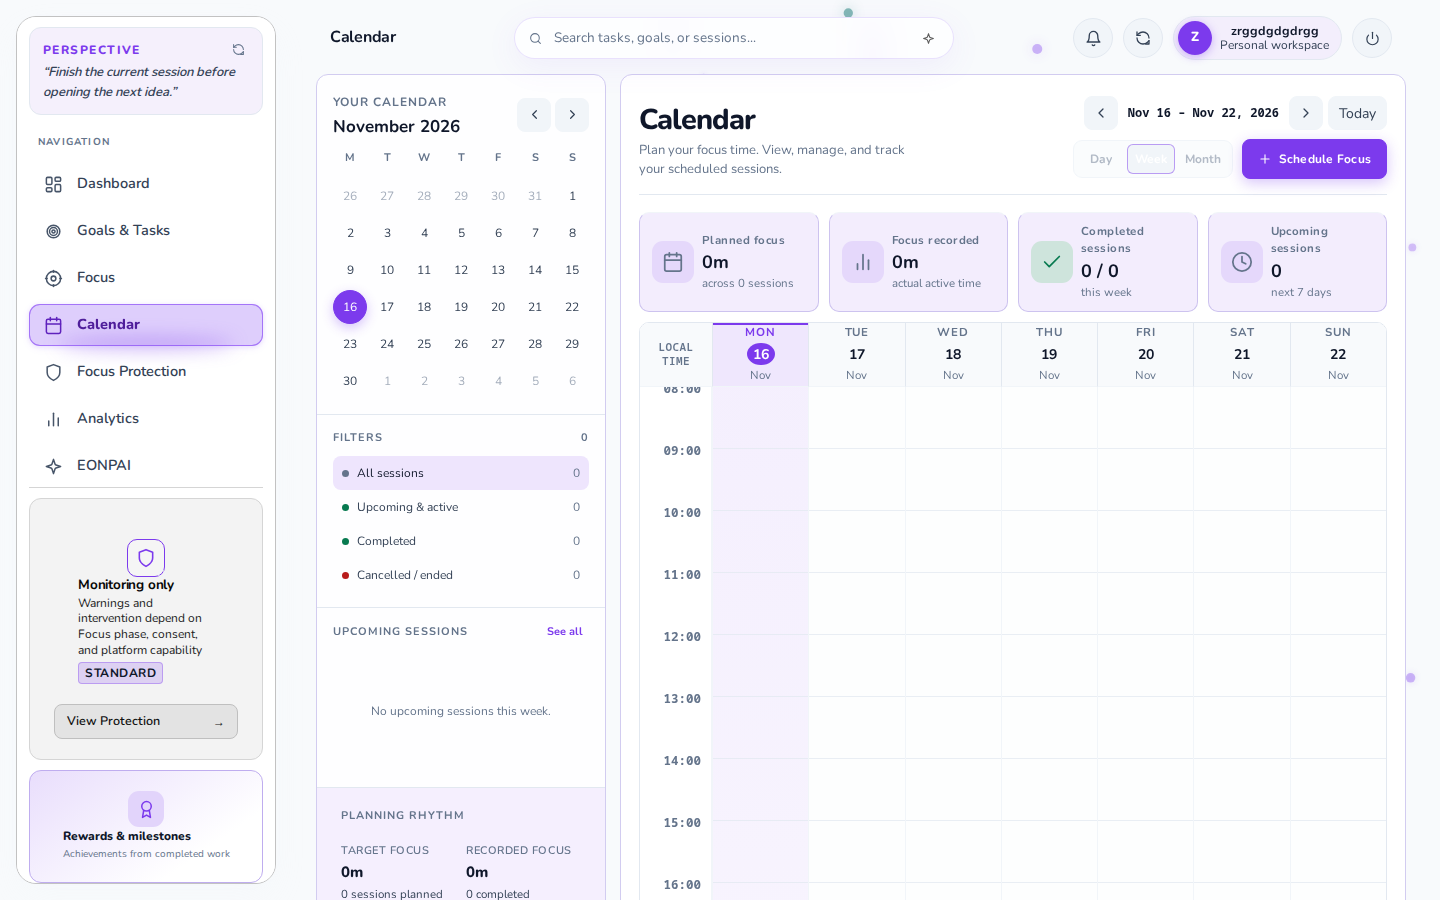 PERSPECTIVE
“Finish the current session before
opening the next idea.”
NAVIGATION
Dashboard
Goals & Tasks
Focus
Calendar
Focus Protection
Analytics
EONPAI
Monitoring only
Warnings and
intervention depend on
Focus phase, consent,
and platform capability
STANDARD
View Protection →
Rewards & milestones
Achievements from completed work
Calendar
Search tasks, goals, or sessions...
Z
zrggdgdgdrgg
Personal workspace
YOUR CALENDAR
November 2026
M T W T F S S
26 27 28 29 30 31 1
2 3 4 5 6 7 8
9 10 11 12 13 14 15
16 17 18 19 20 21 22
23 24 25 26 27 28 29
30 1 2 3 4 5 6
FILTERS 0
All sessions 0
Upcoming & active 0
Completed 0
Cancelled / ended 0
UPCOMING SESSIONS See all
No upcoming sessions this week.
PLANNING RHYTHM
TARGET FOCUS RECORDED FOCUS
0m 0m
0 sessions planned 0 completed
Calendar
Plan your focus time. View, manage, and track
your scheduled sessions.
Nov 16 - Nov 22, 2026
Today
Day Week Month
+ Schedule Focus
Planned focus
0m
across 0 sessions
Focus recorded
0m
actual active time
Completed
sessions
0 / 0
this week
Upcoming
sessions
0
next 7 days
LOCAL
TIME
MON TUE WED THU FRI SAT SUN
16 17 18 19 20 21 22
Nov Nov Nov Nov Nov Nov Nov
08:00
09:00
10:00
11:00
12:00
13:00
14:00
15:00
16:00